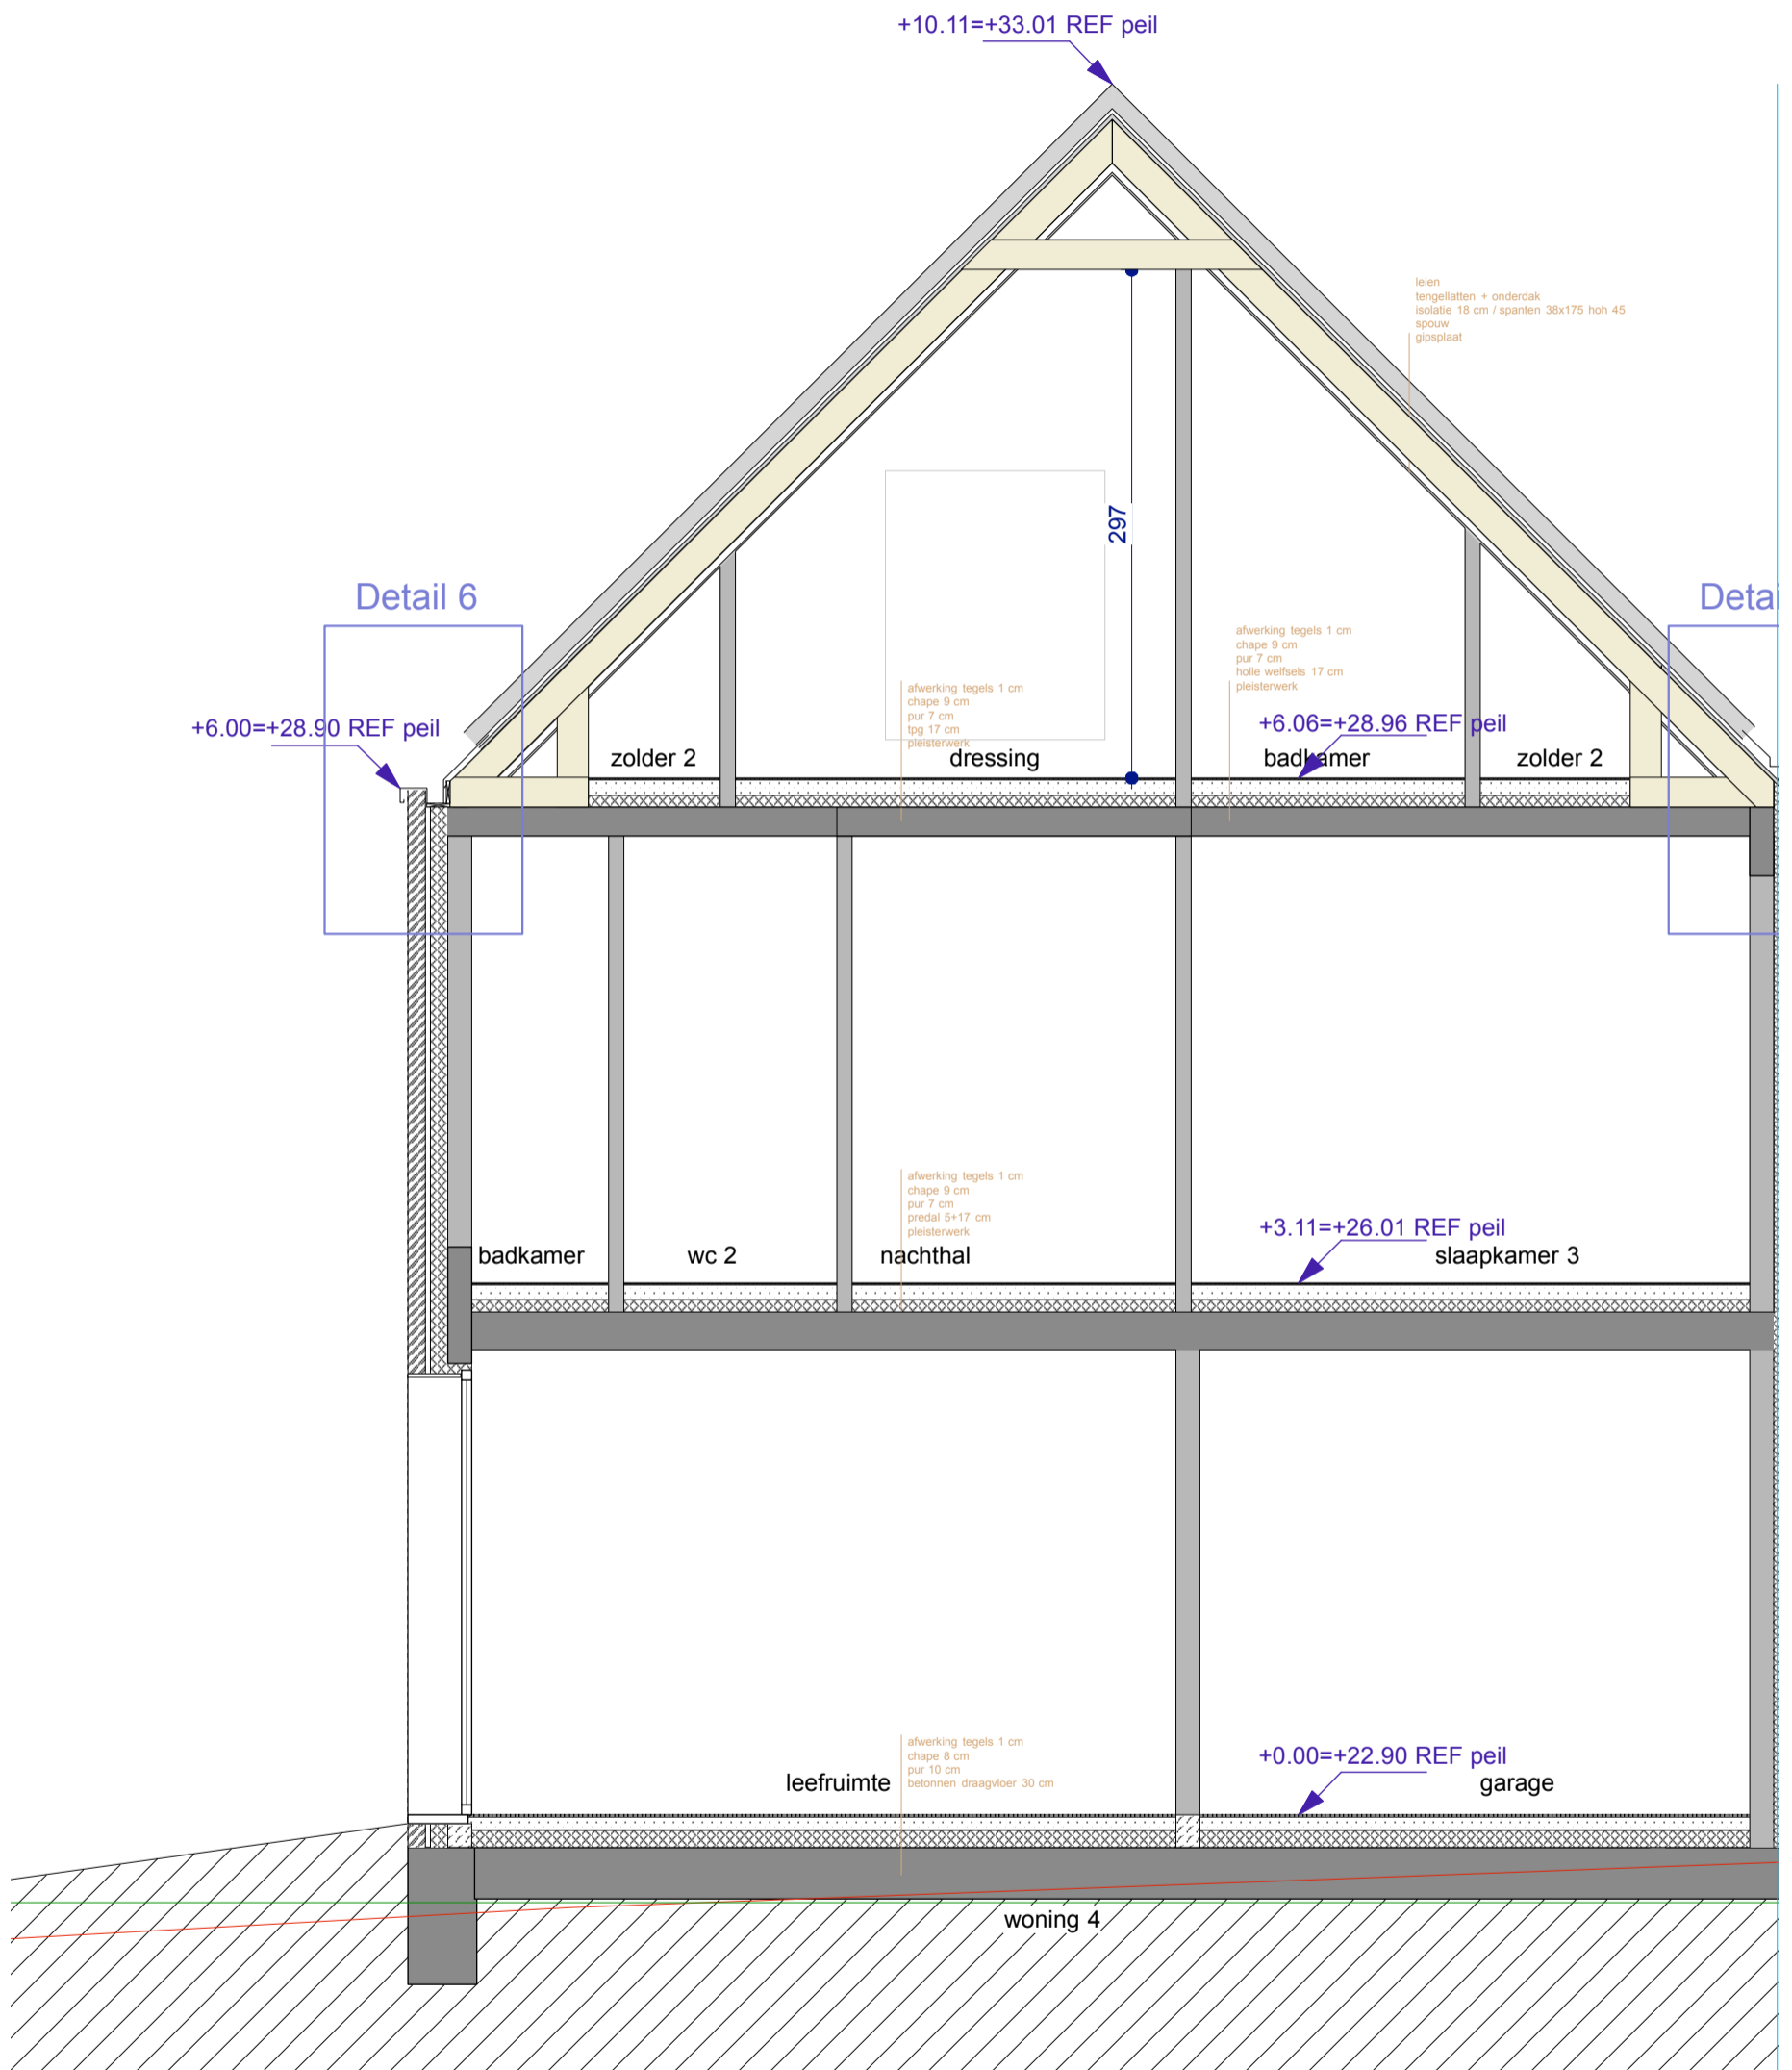 +10.11=+33.01 REF peil
leien
tengellatten + onderdak
isolatie 18 cm / spanten 38x175 hoh 45
spouw
gipsplaat
297
Detail 6
Detai
afwerking tegels 1 cm
chape 9 cm
pur 7 cm
holle welfsels 17 cm
pleisterwerk
afwerking tegels 1 cm
chape 9 cm
pur 7 cm
tpg 17 cm
pleisterwerk
+6.00=+28.90 REF peil
+6.06=+28.96 REF peil
zolder 2
dressing
badkamer
zolder 2
afwerking tegels 1 cm
chape 9 cm
pur 7 cm
predal 5+17 cm
pleisterwerk
+3.11=+26.01 REF peil
badkamer
wc 2
nachthal
slaapkamer 3
afwerking tegels 1 cm
chape 8 cm
pur 10 cm
betonnen draagvloer 30 cm
+0.00=+22.90 REF peil
leefruimte
garage
woning 4